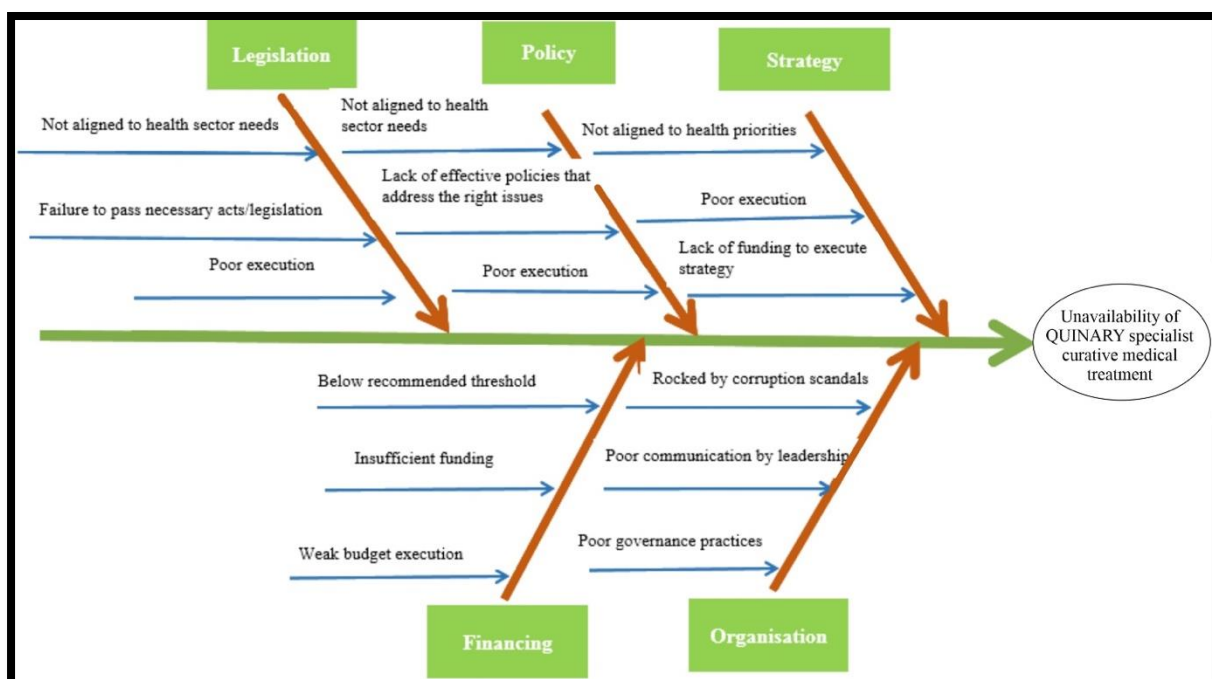 Legislation
Policy
Strategy
Not aligned to health sector needs
Not aligned to health
sector needs
Not aligned to health priorities
Failure to pass necessary acts/legislation
Lack of effective policies that
address the right issues
Poor execution
Poor execution
Poor execution
Lack of funding to execute
strategy
Unavailability of
QUINARY specialist
curative medical
treatment
Below recommended threshold
Rocked by corruption scandals
Insufficient funding
Poor communication by leadership
Weak budget execution
Poor governance practices
Financing
Organisation